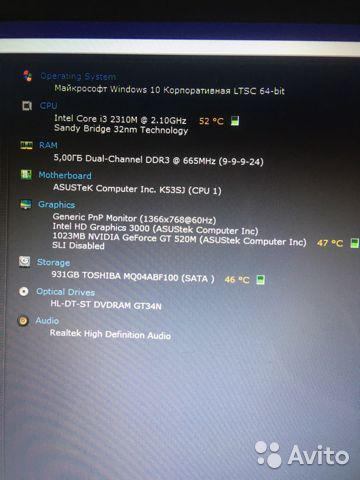 Operating System
Майкрософт Windows 10 Корпоративная LTSC 64-bit
CPU
Intel Core i3 2310M @ 2.10GHz 52 °C
Sandy Bridge 32nm Technology
RAM
5,00ГБ Dual-Channel DDR3 @ 665MHz (9-9-9-24)
Motherboard
ASUSTeK Computer Inc. K53SJ (CPU 1)
Graphics
Generic PnP Monitor (1366x768@60Hz)
Intel HD Graphics 3000 (ASUStek Computer Inc)
1023MB NVIDIA GeForce GT 520M (ASUStek Computer Inc) 47 °C
SLI Disabled
Storage
931GB TOSHIBA MQ04ABF100 (SATA ) 46 °C
Optical Drives
HL-DT-ST DVDRAM GT34N
Audio
Realtek High Definition Audio
Avito